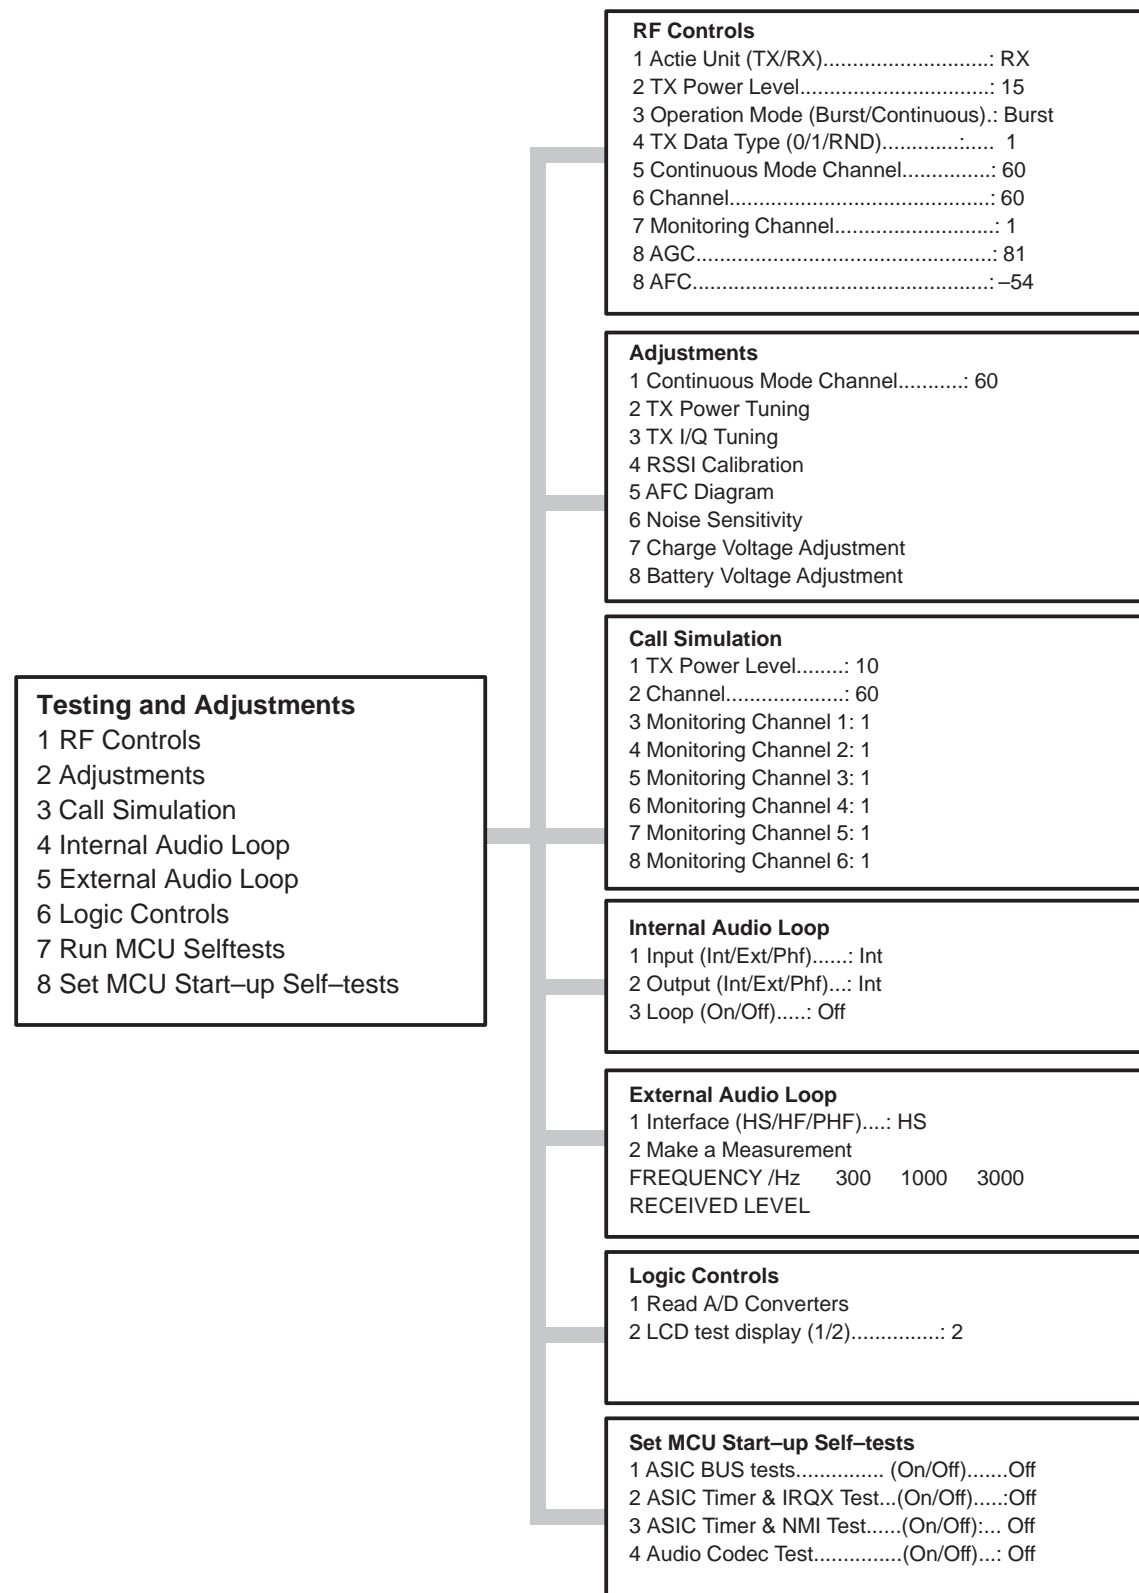 RF Controls
1 Actie Unit (TX/RX)............................: RX
2 TX Power Level................................: 15
3 Operation Mode (Burst/Continuous).: Burst
4 TX Data Type (0/1/RND).............:..... 1
5 Continuous Mode Channel...............: 60
6 Channel............................................: 60
7 Monitoring Channel...........................: 1
8 AGC..................................................: 81
8 AFC..................................................: –54
Adjustments
1 Continuous Mode Channel...........: 60
2 TX Power Tuning
3 TX I/Q Tuning
4 RSSI Calibration
5 AFC Diagram
6 Noise Sensitivity
7 Charge Voltage Adjustment
8 Battery Voltage Adjustment
Call Simulation
1 TX Power Level........: 10
2 Channel....................: 60
3 Monitoring Channel 1: 1
4 Monitoring Channel 2: 1
5 Monitoring Channel 3: 1
6 Monitoring Channel 4: 1
7 Monitoring Channel 5: 1
8 Monitoring Channel 6: 1
Testing and Adjustments
1 RF Controls
2 Adjustments
3 Call Simulation
4 Internal Audio Loop
5 External Audio Loop
6 Logic Controls
7 Run MCU Selftests
8 Set MCU Start–up Self–tests
Internal Audio Loop
1 Input (Int/Ext/Phf)......: Int
2 Output (Int/Ext/Phf)...: Int
3 Loop (On/Off).....: Off
External Audio Loop
1 Interface (HS/HF/PHF)....: HS
2 Make a Measurement
FREQUENCY /Hz 300 1000 3000
RECEIVED LEVEL
Logic Controls
1 Read A/D Converters
2 LCD test display (1/2)...............: 2
Set MCU Start–up Self–tests
1 ASIC BUS tests............... (On/Off).......Off
2 ASIC Timer & IRQX Test...(On/Off).....:Off
3 ASIC Timer & NMI Test......(On/Off):... Off
4 Audio Codec Test...............(On/Off)...: Off